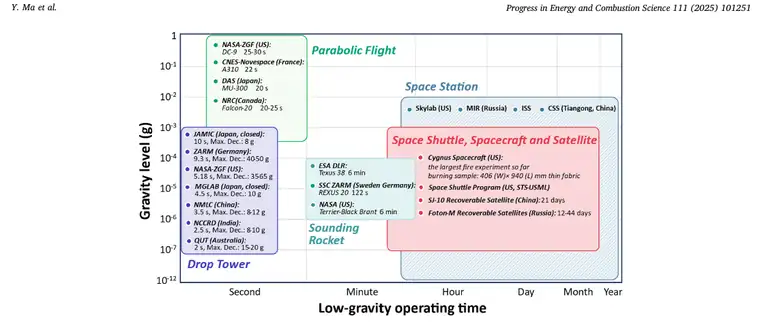 Y. Ma et al.
Progress in Energy and Combustion Science 111 (2025) 101251
Gravity level (g)
1
10-1
10-2
10-3
10-4
10-5
10-6
10-7
10-12
NASA-ZGF (US):
DC-9 25-30 s
CNES-Novespace (France):
A310 22 s
DAS (Japan):
MU-300 20 s
NRC(Canada)
Falcon-20 20-25 s
Parabolic Flight
Space Station
Skylab (US)
MIR (Russia)
ISS
CSS (Tiangong, China)
JAMIC (Japan, closed):
10 s, Max. Dec.: 8 g
ZARM (Germany):
9.3 s, Max. Dec.: 40-50 g
NASA-ZGF (US):
5.18 s, Max. Dec.: 35-65 g
MGLAB (Japan, closed):
4.5 s, Max. Dec.: 10 g
NMLC (China):
3.5 s, Max. Dec.: 8-12 g
NCCRD (India):
2.5 s, Max. Dec.: 8-10 g
QUT (Australia):
2 s, Max. Dec.: 15-20 g
Drop Tower
ESA DLR:
Texus 38 6 min
SSC ZARM (Sweden Germany):
REXUS 20 122 s
NASA (US):
Terrier-Black Brant 6 min
Sounding
Rocket
Space Shuttle, Spacecraft and Satellite
Cygnus Spacecraft (US):
the largest fire experiment so far
burning sample: 406 (W)× 940 (L) mm thin fabric
Space Shuttle Program (US, STS-USML)
SJ-10 Recoverable Satellite (China): 21 days
Foton-M Recoverable Satellites (Russia): 12-44 days
Second
Minute
Hour
Day
Month
Year
Low-gravity operating time